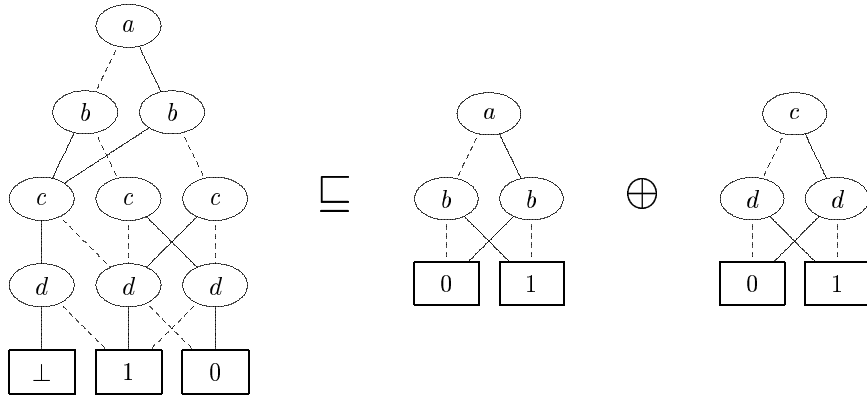 a
b b a c
c c c ⊑ b b ⊕ d d
d d d 0 1 0 1
⊥ 1 0